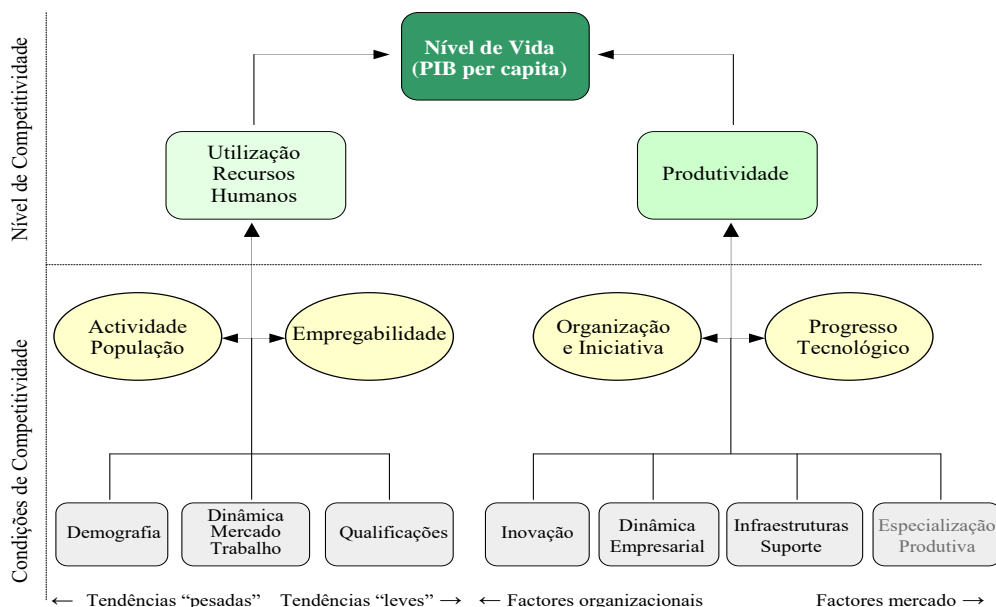 Nível de Competitividade
Nível de Vida
(PIB per capita)
Utilização
Recursos
Humanos
Produtividade
Condições de Competitividade
Actividade
População
Empregabilidade
Organização
e Iniciativa
Progresso
Tecnológico
Demografia
Dinâmica
Mercado
Trabalho
Qualificações
Inovação
Dinâmica
Empresarial
Infraestruturas
Suporte
Especialização
Produtiva
← Tendências “pesadas”
Tendências “leves” →
← Factores organizacionais
Factores mercado →